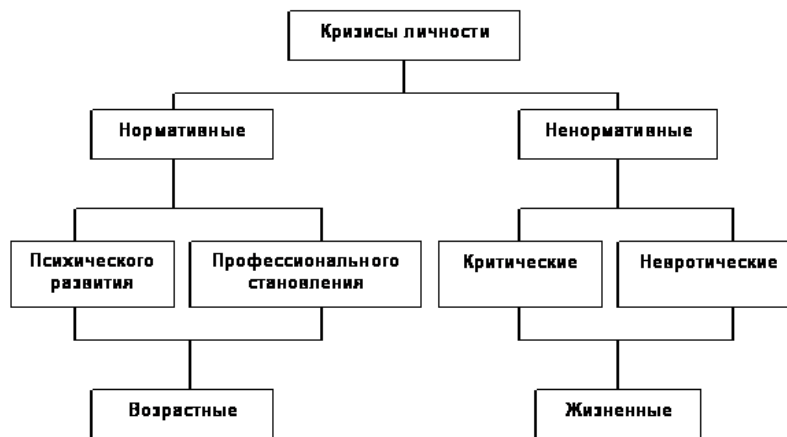 Кризисы личности
Нормативные
Ненормативные
Психического
развития
Профессионального
становления
Критические
Невротические
Возрастные
Жизненные